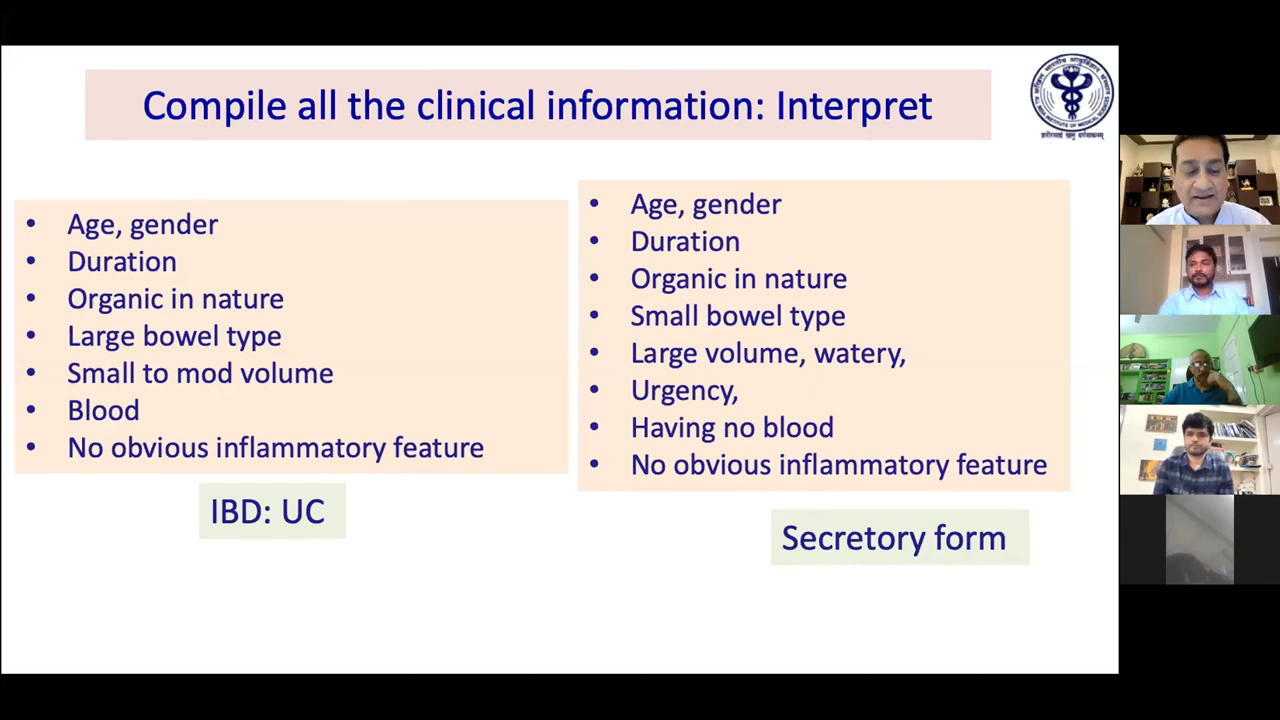 Compile all the clinical information: Interpret
• Age, gender
• Duration
• Organic in nature
• Large bowel type
• Small to mod volume
• Blood
• No obvious inflammatory feature
IBD: UC
• Age, gender
• Duration
• Organic in nature
• Small bowel type
• Large volume, watery,
• Urgency,
• Having no blood
• No obvious inflammatory feature
Secretory form